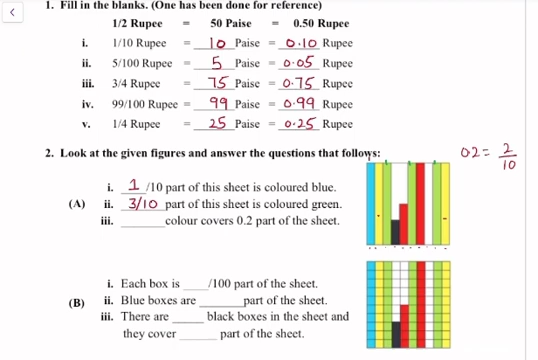 1. Fill in the blanks. (One has been done for reference)
1/2 Rupee = 50 Paise = 0.50 Rupee
i. 1/10 Rupee = 10 Paise = 0.10 Rupee
ii. 5/100 Rupee = 5 Paise = 0.05 Rupee
iii. 3/4 Rupee = 75 Paise = 0.75 Rupee
iv. 99/100 Rupee = 99 Paise = 0.99 Rupee
v. 1/4 Rupee = 25 Paise = 0.25 Rupee
2. Look at the given figures and answer the questions that follows:
02 = 2/10
(A)
i. 1 /10 part of this sheet is coloured blue.
ii. 3/10 part of this sheet is coloured green.
iii. ________ colour covers 0.2 part of the sheet.
(B)
i. Each box is ____/100 part of the sheet.
ii. Blue boxes are _______ part of the sheet.
iii. There are _____ black boxes in the sheet and
they cover ______ part of the sheet.